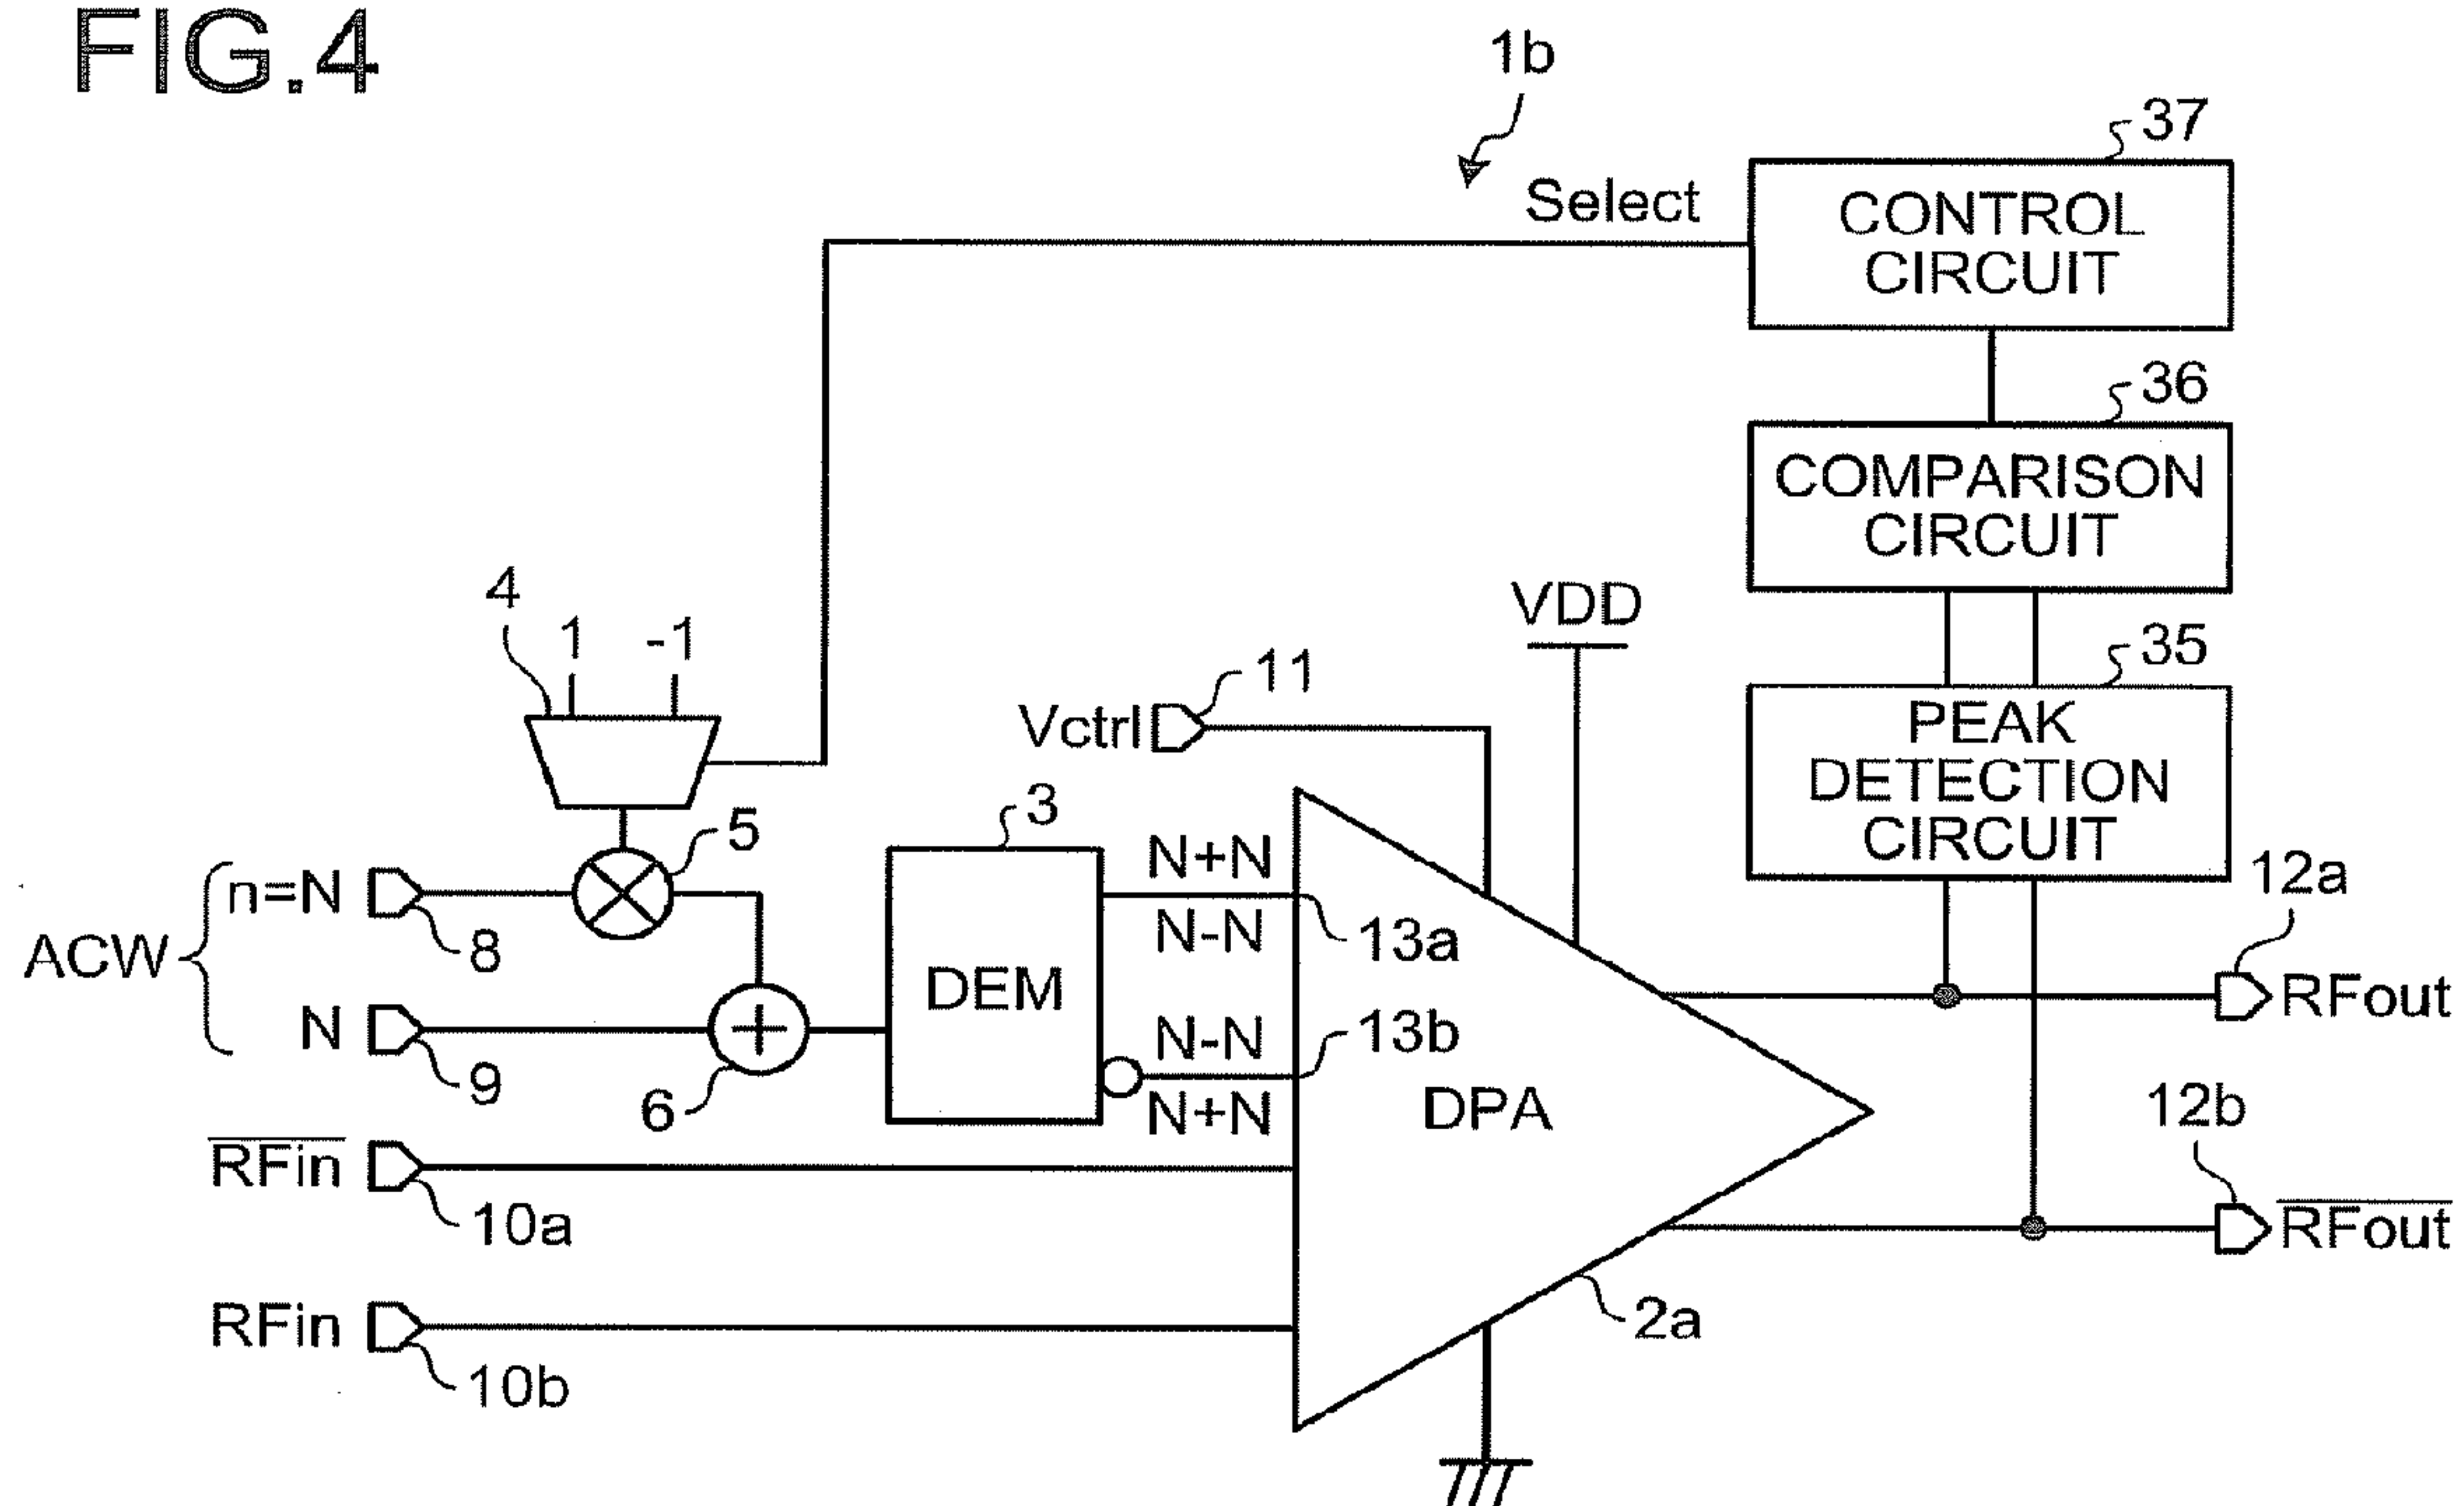 FIG.4
1b
37
Select
CONTROL
CIRCUIT
36
COMPARISON
CIRCUIT
4
1
-1
VDD
35
11
Vctrl
PEAK
DETECTION
CIRCUIT
3
5
N+N
12a
n=N
8
N-N
13a
ACW
DEM
RFout
N
9
N-N
13b
6
N+N
DPA
12b
RFin
10a
RFout
RFin
10b
2a